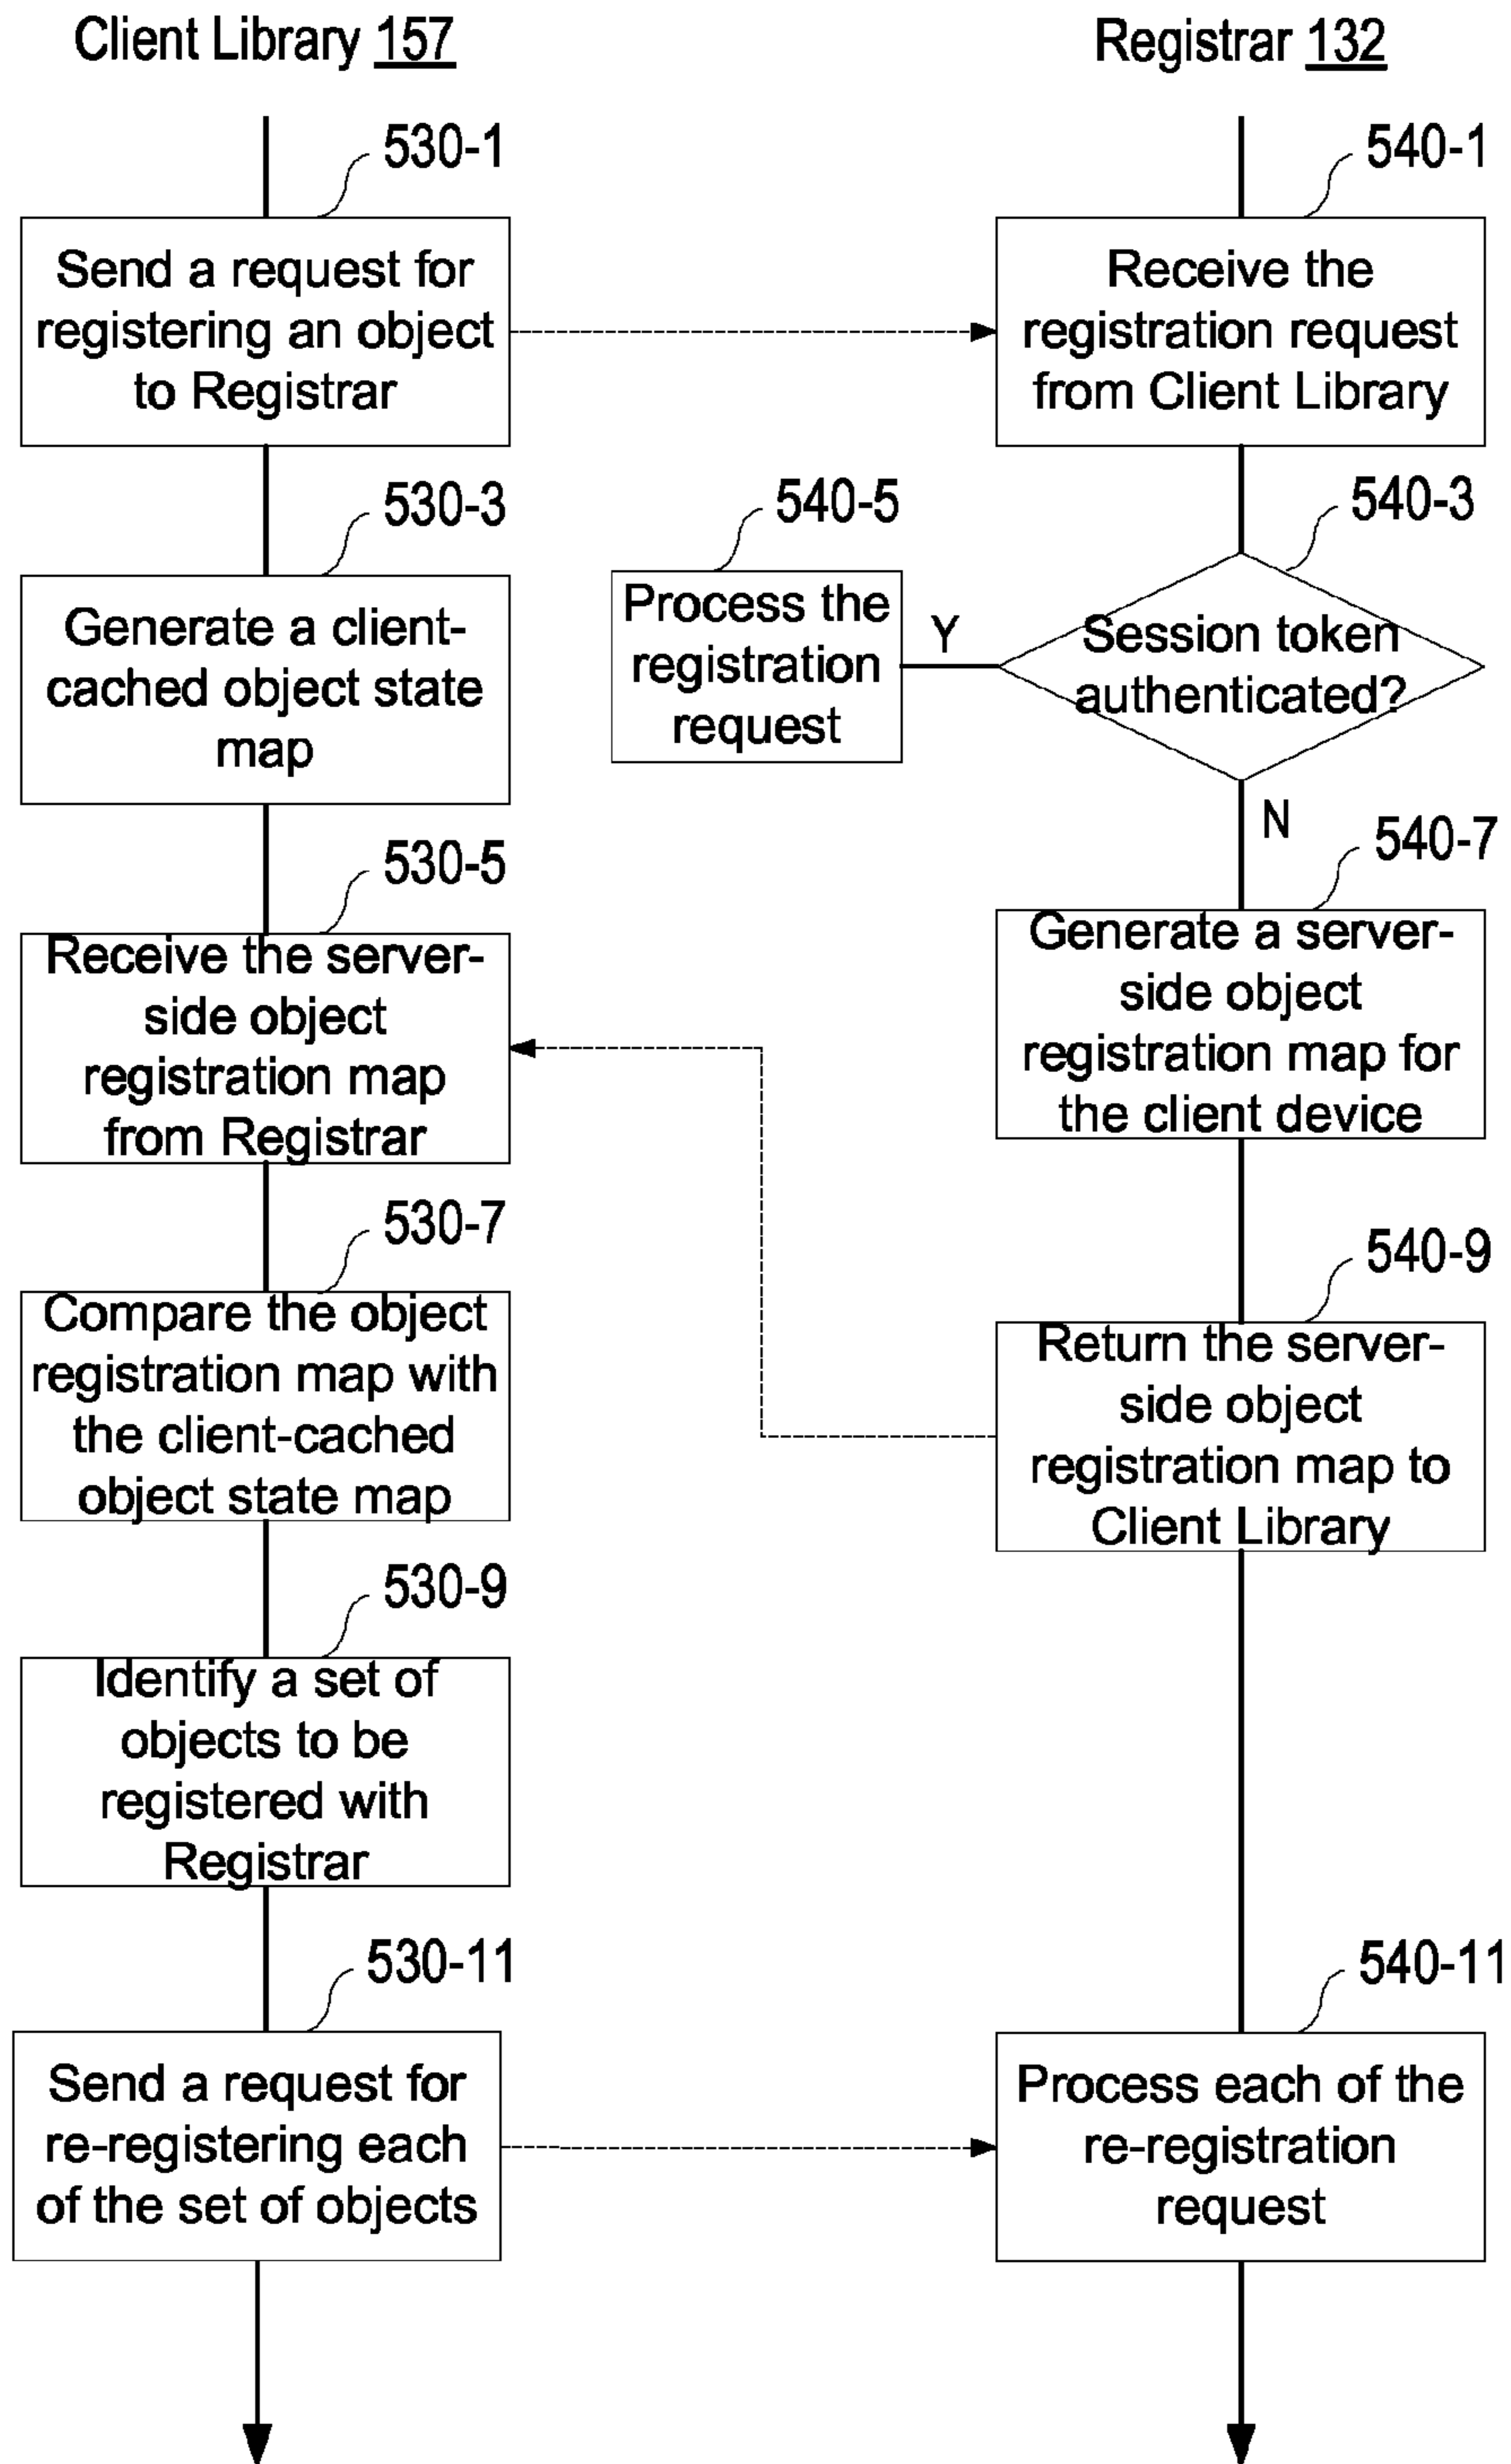 Client Library 157
Registrar 132
530-1
Send a request for
registering an object
to Registrar
540-1
Receive the
registration request
from Client Library
530-3
Generate a client-
cached object state
map
540-5
Process the
registration
request
Y
540-3
Session token
authenticated?
N
530-5
Receive the server-
side object
registration map
from Registrar
540-7
Generate a server-
side object
registration map for
the client device
530-7
Compare the object
registration map with
the client-cached
object state map
540-9
Return the server-
side object
registration map to
Client Library
530-9
Identify a set of
objects to be
registered with
Registrar
530-11
Send a request for
re-registering each
of the set of objects
540-11
Process each of the
re-registration
request